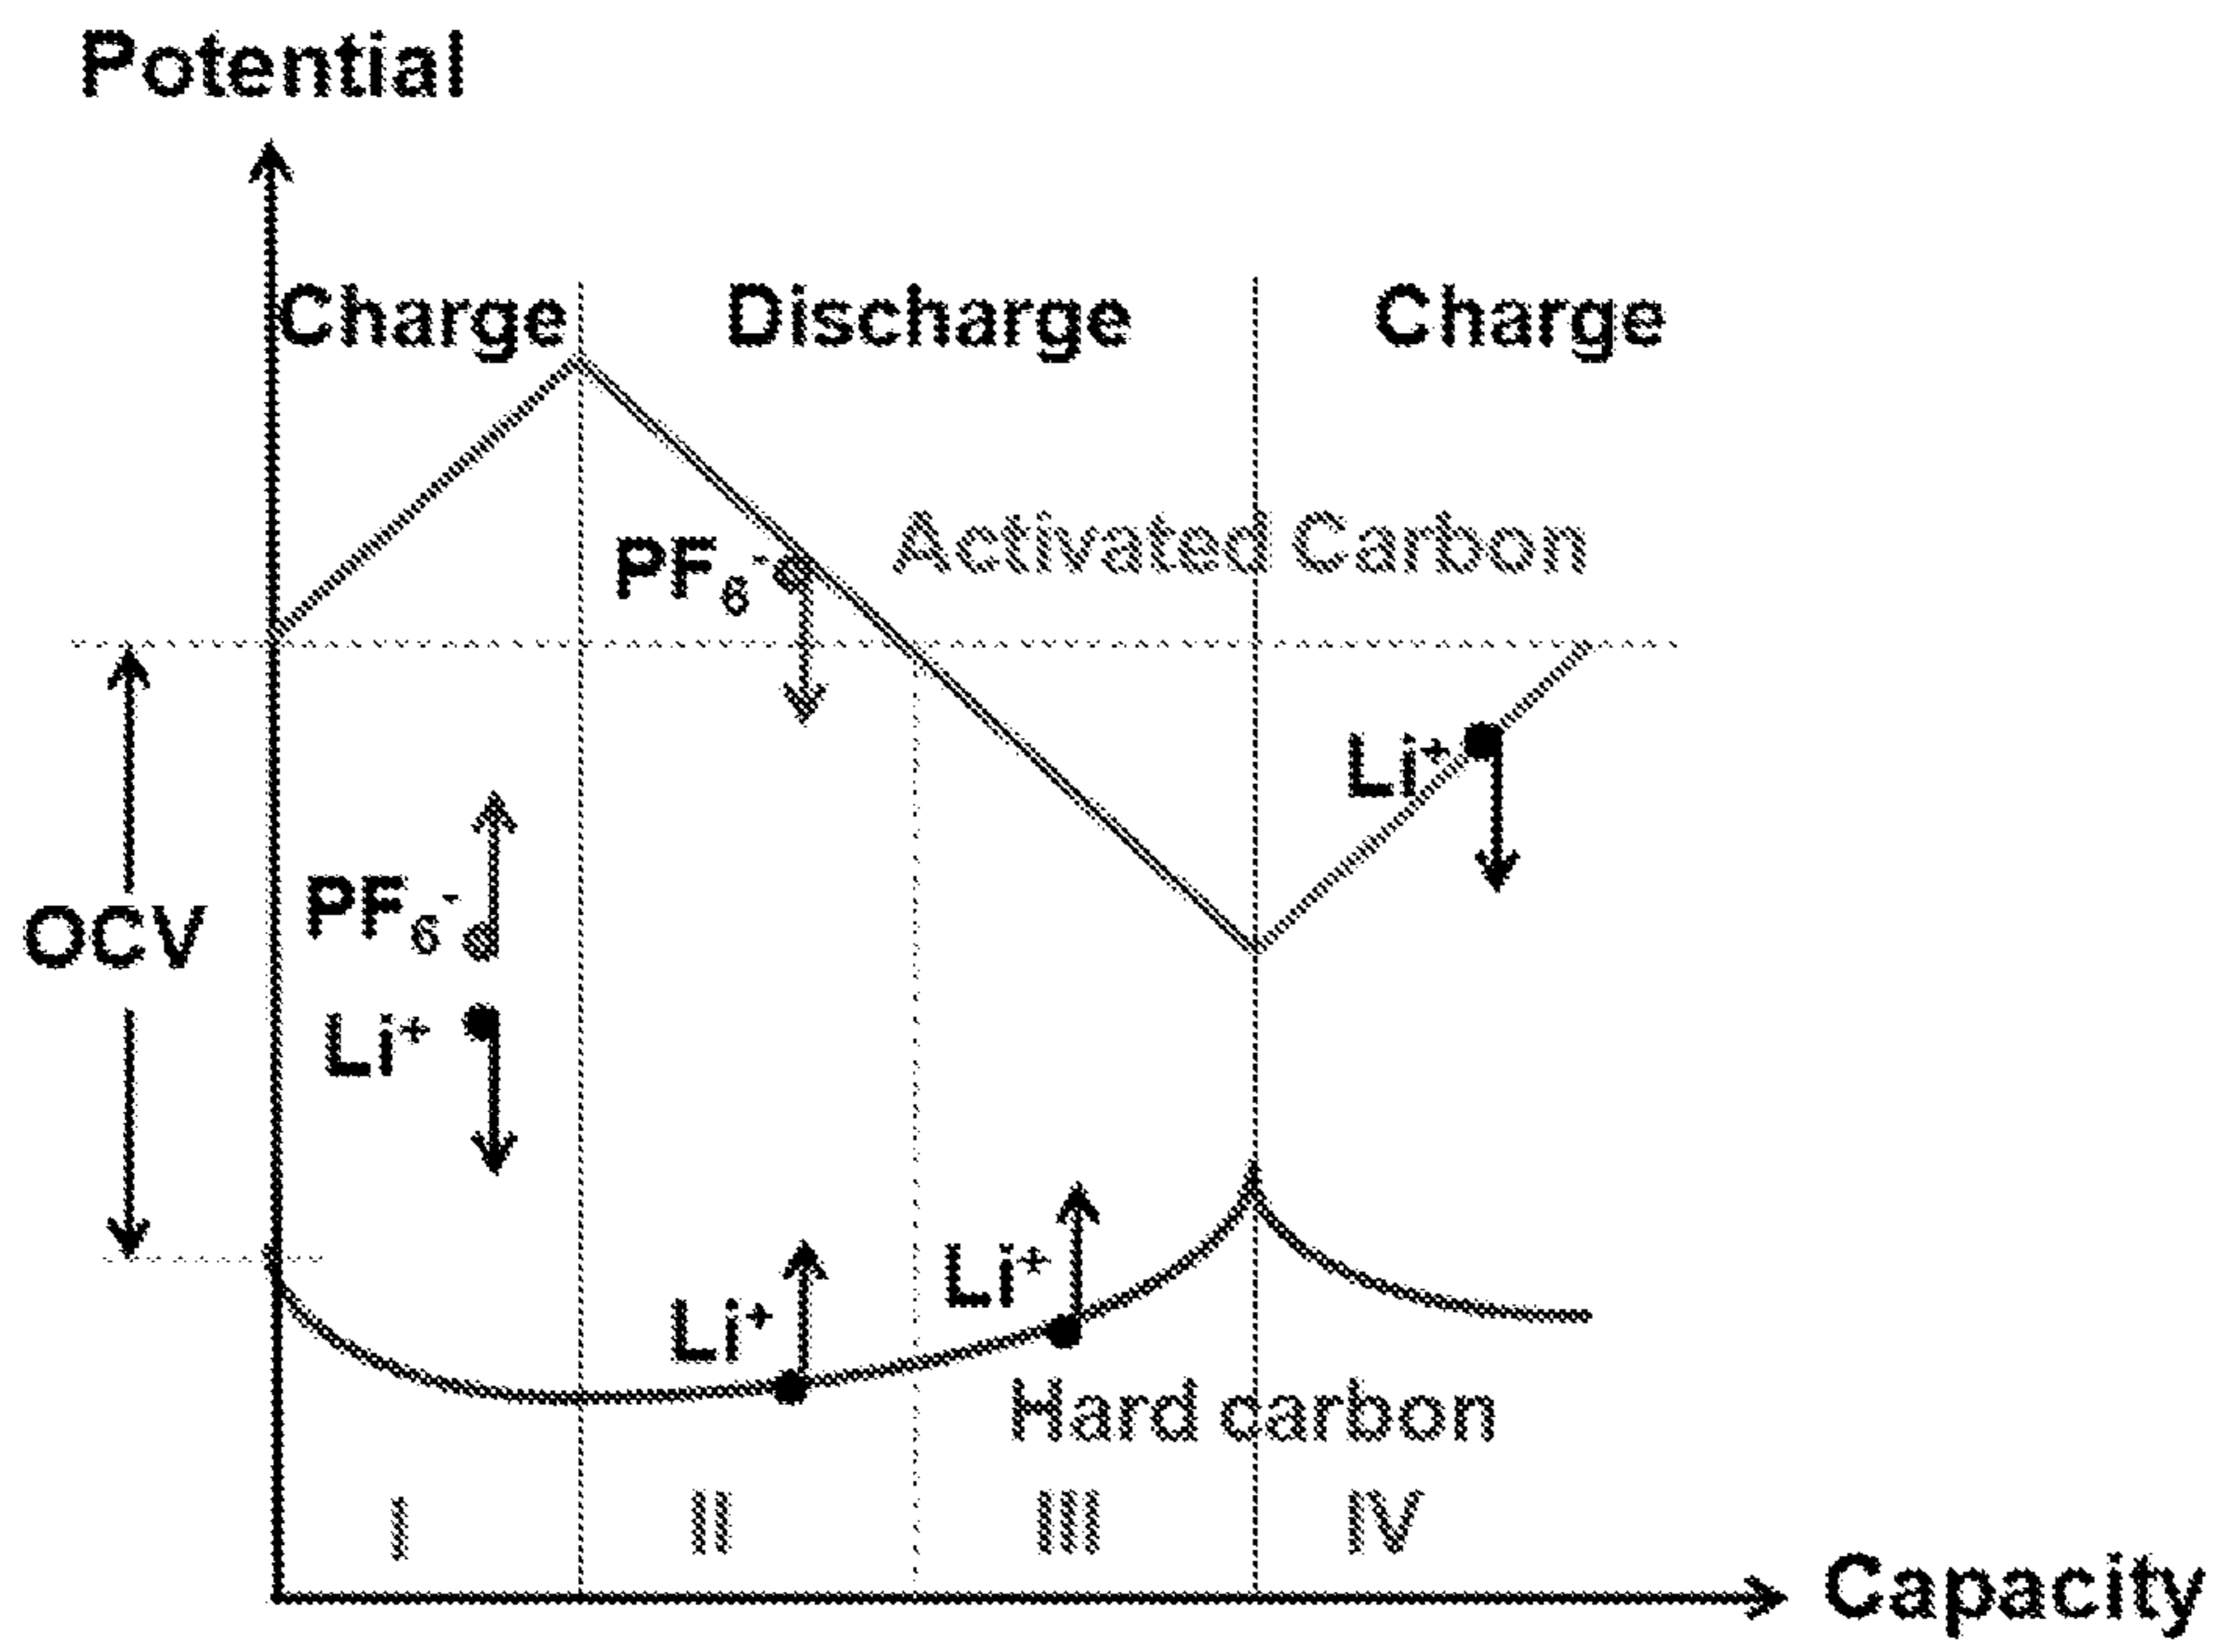 Potential
Charge Discharge Charge
Activated Carbon
PF6-
Li+
PF6-
OCV
Li+
Li+
Li+
Hard carbon
I II III IV
Capacity